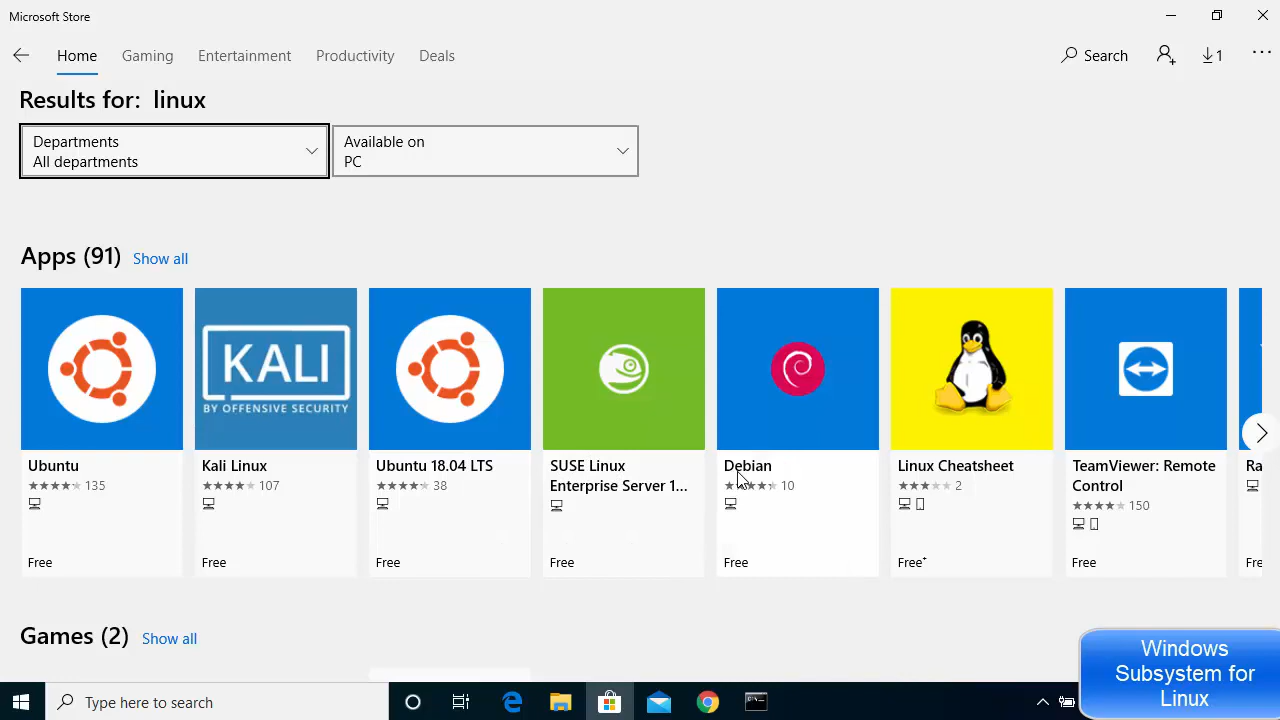 Microsoft Store
Home Gaming Entertainment Productivity Deals
Search
1
Results for: linux
Departments
All departments
Available on
PC
Apps (91) Show all
KALI
BY OFFENSIVE SECURITY
Ubuntu
135
Free
Kali Linux
107
Free
Ubuntu 18.04 LTS
38
Free
SUSE Linux
Enterprise Server 1...
Free
Debian
10
Free
Linux Cheatsheet
2
Free+
TeamViewer: Remote
Control
150
Free
Ra
Fre
Games (2) Show all
Windows
Subsystem for
Linux
Type here to search